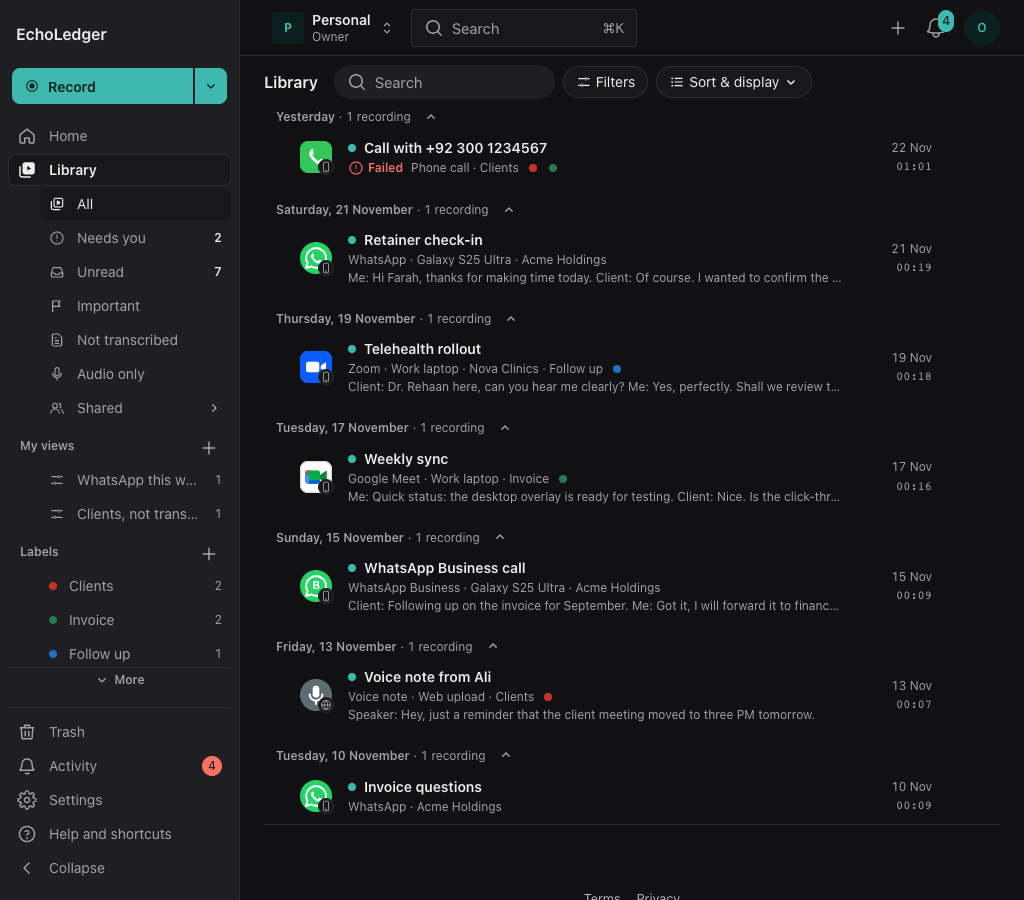 EchoLedger
Record
Home
Library
All
Needs you 2
Unread 7
Important
Not transcribed
Audio only
Shared
My views
WhatsApp this w... 1
Clients, not trans... 1
Labels
Clients 2
Invoice 2
Follow up 1
More
Trash
Activity 4
Settings
Help and shortcuts
Collapse
P Personal
Owner
Search ⌘K
4
O
Library
Search
Filters
Sort & display
Yesterday · 1 recording
Call with +92 300 1234567
Failed Phone call · Clients
22 Nov
01:01
Saturday, 21 November · 1 recording
Retainer check-in
WhatsApp · Galaxy S25 Ultra · Acme Holdings
Me: Hi Farah, thanks for making time today. Client: Of course. I wanted to confirm the ...
21 Nov
00:19
Thursday, 19 November · 1 recording
Telehealth rollout
Zoom · Work laptop · Nova Clinics · Follow up
Client: Dr. Rehaan here, can you hear me clearly? Me: Yes, perfectly. Shall we review t...
19 Nov
00:18
Tuesday, 17 November · 1 recording
Weekly sync
Google Meet · Work laptop · Invoice
Me: Quick status: the desktop overlay is ready for testing. Client: Nice. Is the click-thr...
17 Nov
00:16
Sunday, 15 November · 1 recording
B
WhatsApp Business call
WhatsApp Business · Galaxy S25 Ultra · Acme Holdings
Client: Following up on the invoice for September. Me: Got it, I will forward it to financ...
15 Nov
00:09
Friday, 13 November · 1 recording
Voice note from Ali
Voice note · Web upload · Clients
Speaker: Hey, just a reminder that the client meeting moved to three PM tomorrow.
13 Nov
00:07
Tuesday, 10 November · 1 recording
Invoice questions
WhatsApp · Acme Holdings
10 Nov
00:09
Terms Privacy